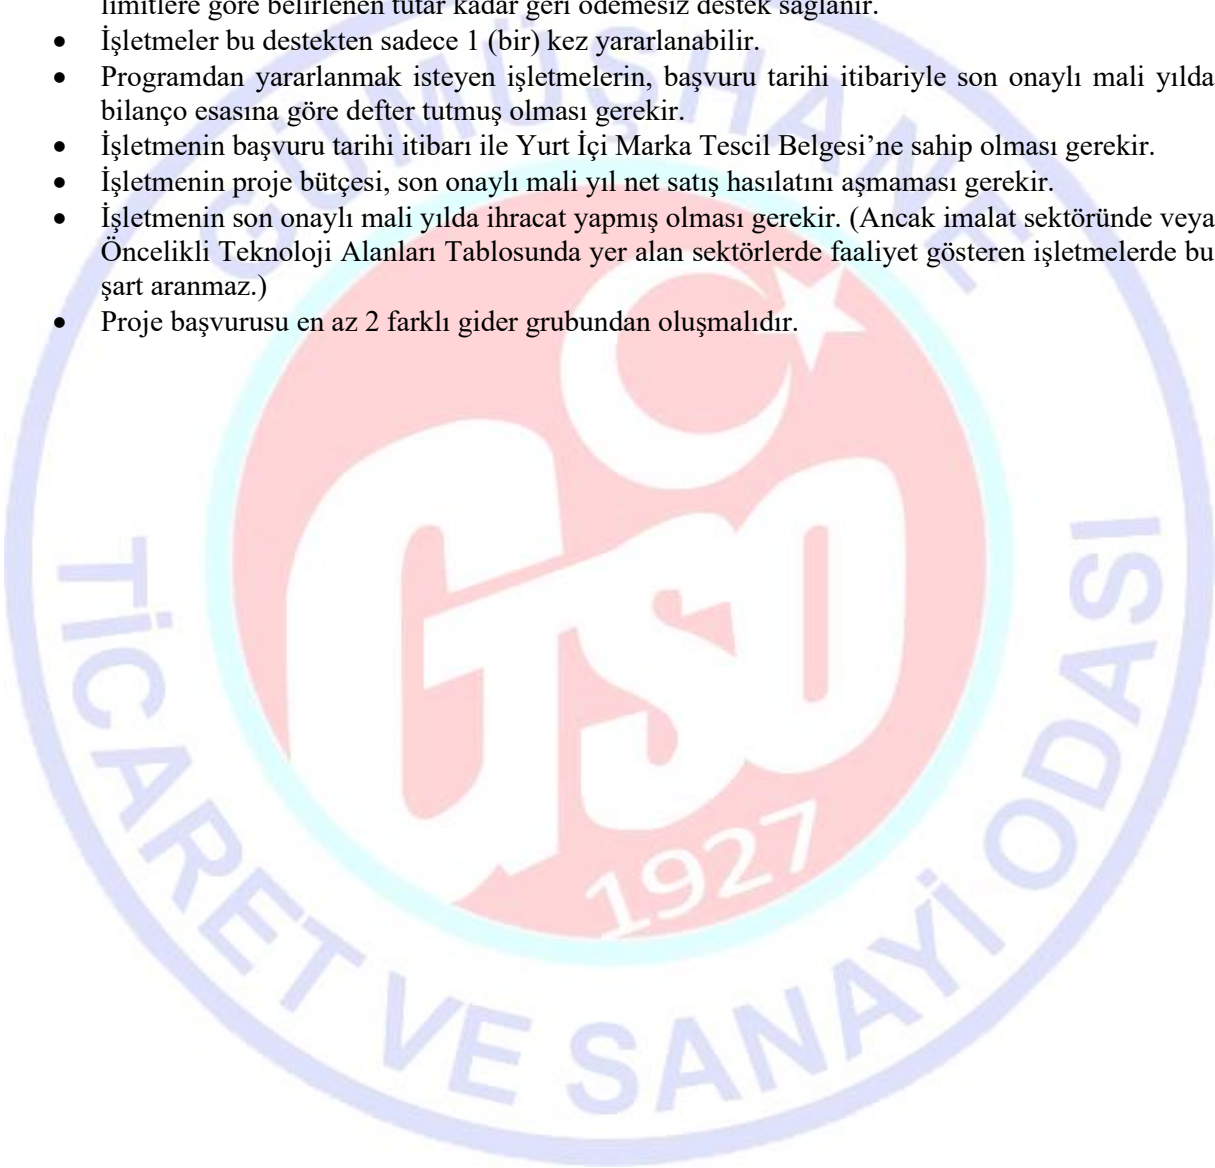 limitlere göre belirlenen tutar kadar geri ödemesiz destek sağlanır.
• İşletmeler bu destekten sadece 1 (bir) kez yararlanabilir.
• Programdan yararlanmak isteyen işletmelerin, başvuru tarihi itibariyle son onaylı mali yılda
bilanço esasına göre defter tutmuş olması gerekir.
• İşletmenin başvuru tarihi itibarı ile Yurt İçi Marka Tescil Belgesi’ne sahip olması gerekir.
• İşletmenin proje bütçesi, son onaylı mali yıl net satış hasılatını aşmaması gerekir.
• İşletmenin son onaylı mali yılda ihracat yapmış olması gerekir. (Ancak imalat sektöründe veya
Öncelikli Teknoloji Alanları Tablosunda yer alan sektörlerde faaliyet gösteren işletmelerde bu
şart aranmaz.)
• Proje başvurusu en az 2 farklı gider grubundan oluşmalıdır.
GÜMÜŞHANE
TİCARET VE SANAYİ ODASI
GTSO
1927